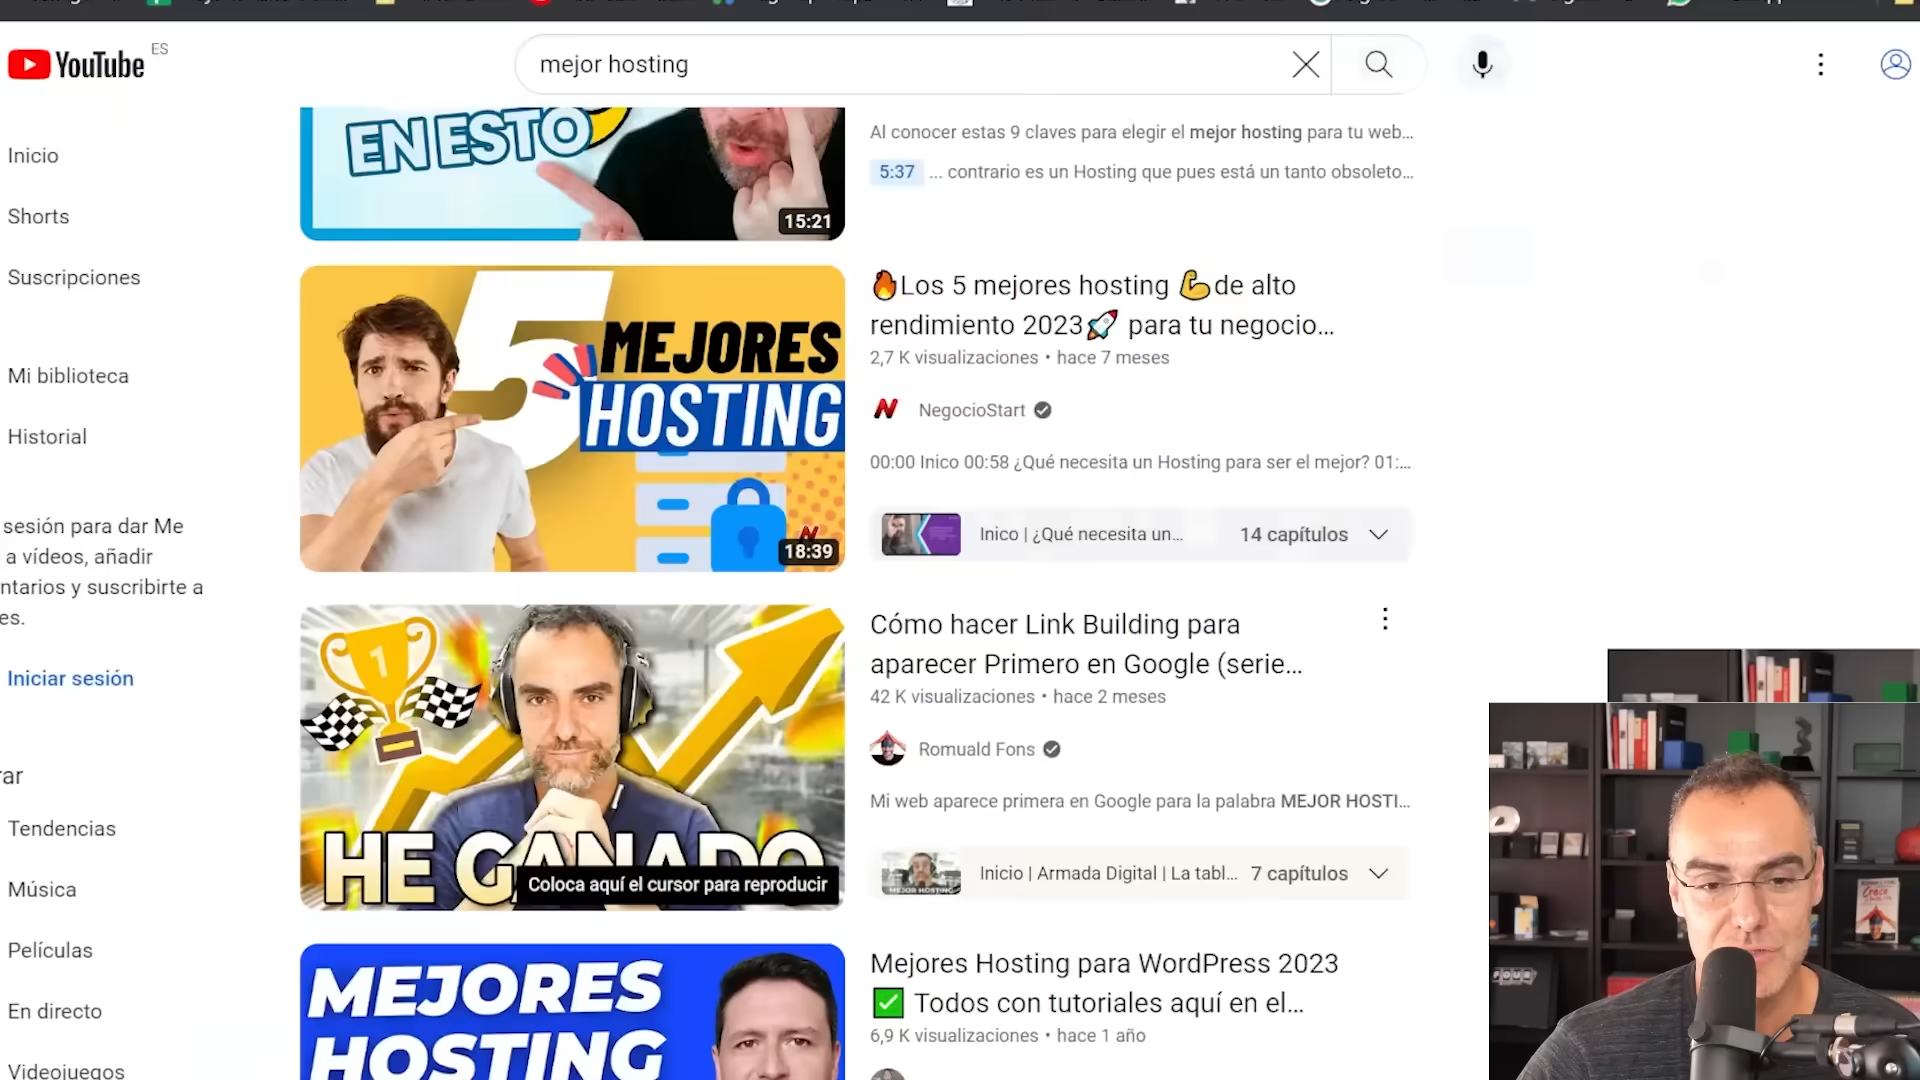 YouTube ES
mejor hosting
Inicio
Shorts
Suscripciones
Mi biblioteca
Historial
sesión para dar Me
a vídeos, añadir
ntarios y suscribirte a
es.
Iniciar sesión
rar
Tendencias
Música
Películas
En directo
Videojuegos
EN ESTO
15:21
Al conocer estas 9 claves para elegir el mejor hosting para tu web...
5:37 ... contrario es un Hosting que pues está un tanto obsoleto...
5 MEJORES
HOSTING
18:39
🔥Los 5 mejores hosting 💪de alto
rendimiento 2023🚀 para tu negocio...
2,7 K visualizaciones • hace 7 meses
N NegocioStart
00:00 Inico 00:58 ¿Qué necesita un Hosting para ser el mejor? 01:...
Inico | ¿Qué necesita un... 14 capítulos
1
HE GANADO
Coloca aquí el cursor para reproducir
Cómo hacer Link Building para
aparecer Primero en Google (serie...
42 K visualizaciones • hace 2 meses
Romuald Fons
Mi web aparece primera en Google para la palabra MEJOR HOSTI...
MEJOR HOSTING
Inicio | Armada Digital | La tabl... 7 capítulos
MEJORES
HOSTING
Mejores Hosting para WordPress 2023
✅ Todos con tutoriales aquí en el...
6,9 K visualizaciones • hace 1 año